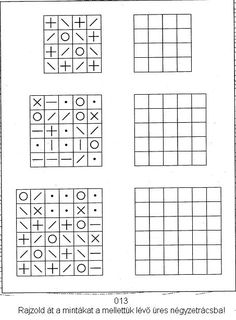 013
Rajzold át a mintákat a mellettük lévő üres négyzetrácsba!